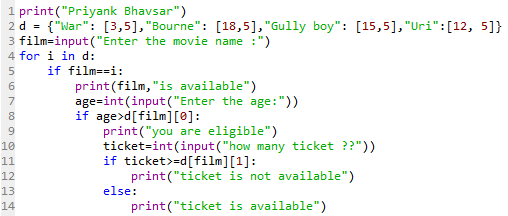 1 print("Priyank Bhavsar")
2 d = {"War": [3,5],"Bourne": [18,5],"Gully boy": [15,5],"Uri":[12, 5]}
3 film=input("Enter the movie name :")
4 for i in d:
5     if film==i:
6         print(film,"is available")
7         age=int(input("Enter the age:"))
8         if age>d[film][0]:
9             print("you are eligible")
10             ticket=int(input("how many ticket ??"))
11             if ticket>=d[film][1]:
12                 print("ticket is not available")
13             else:
14                 print("ticket is available")